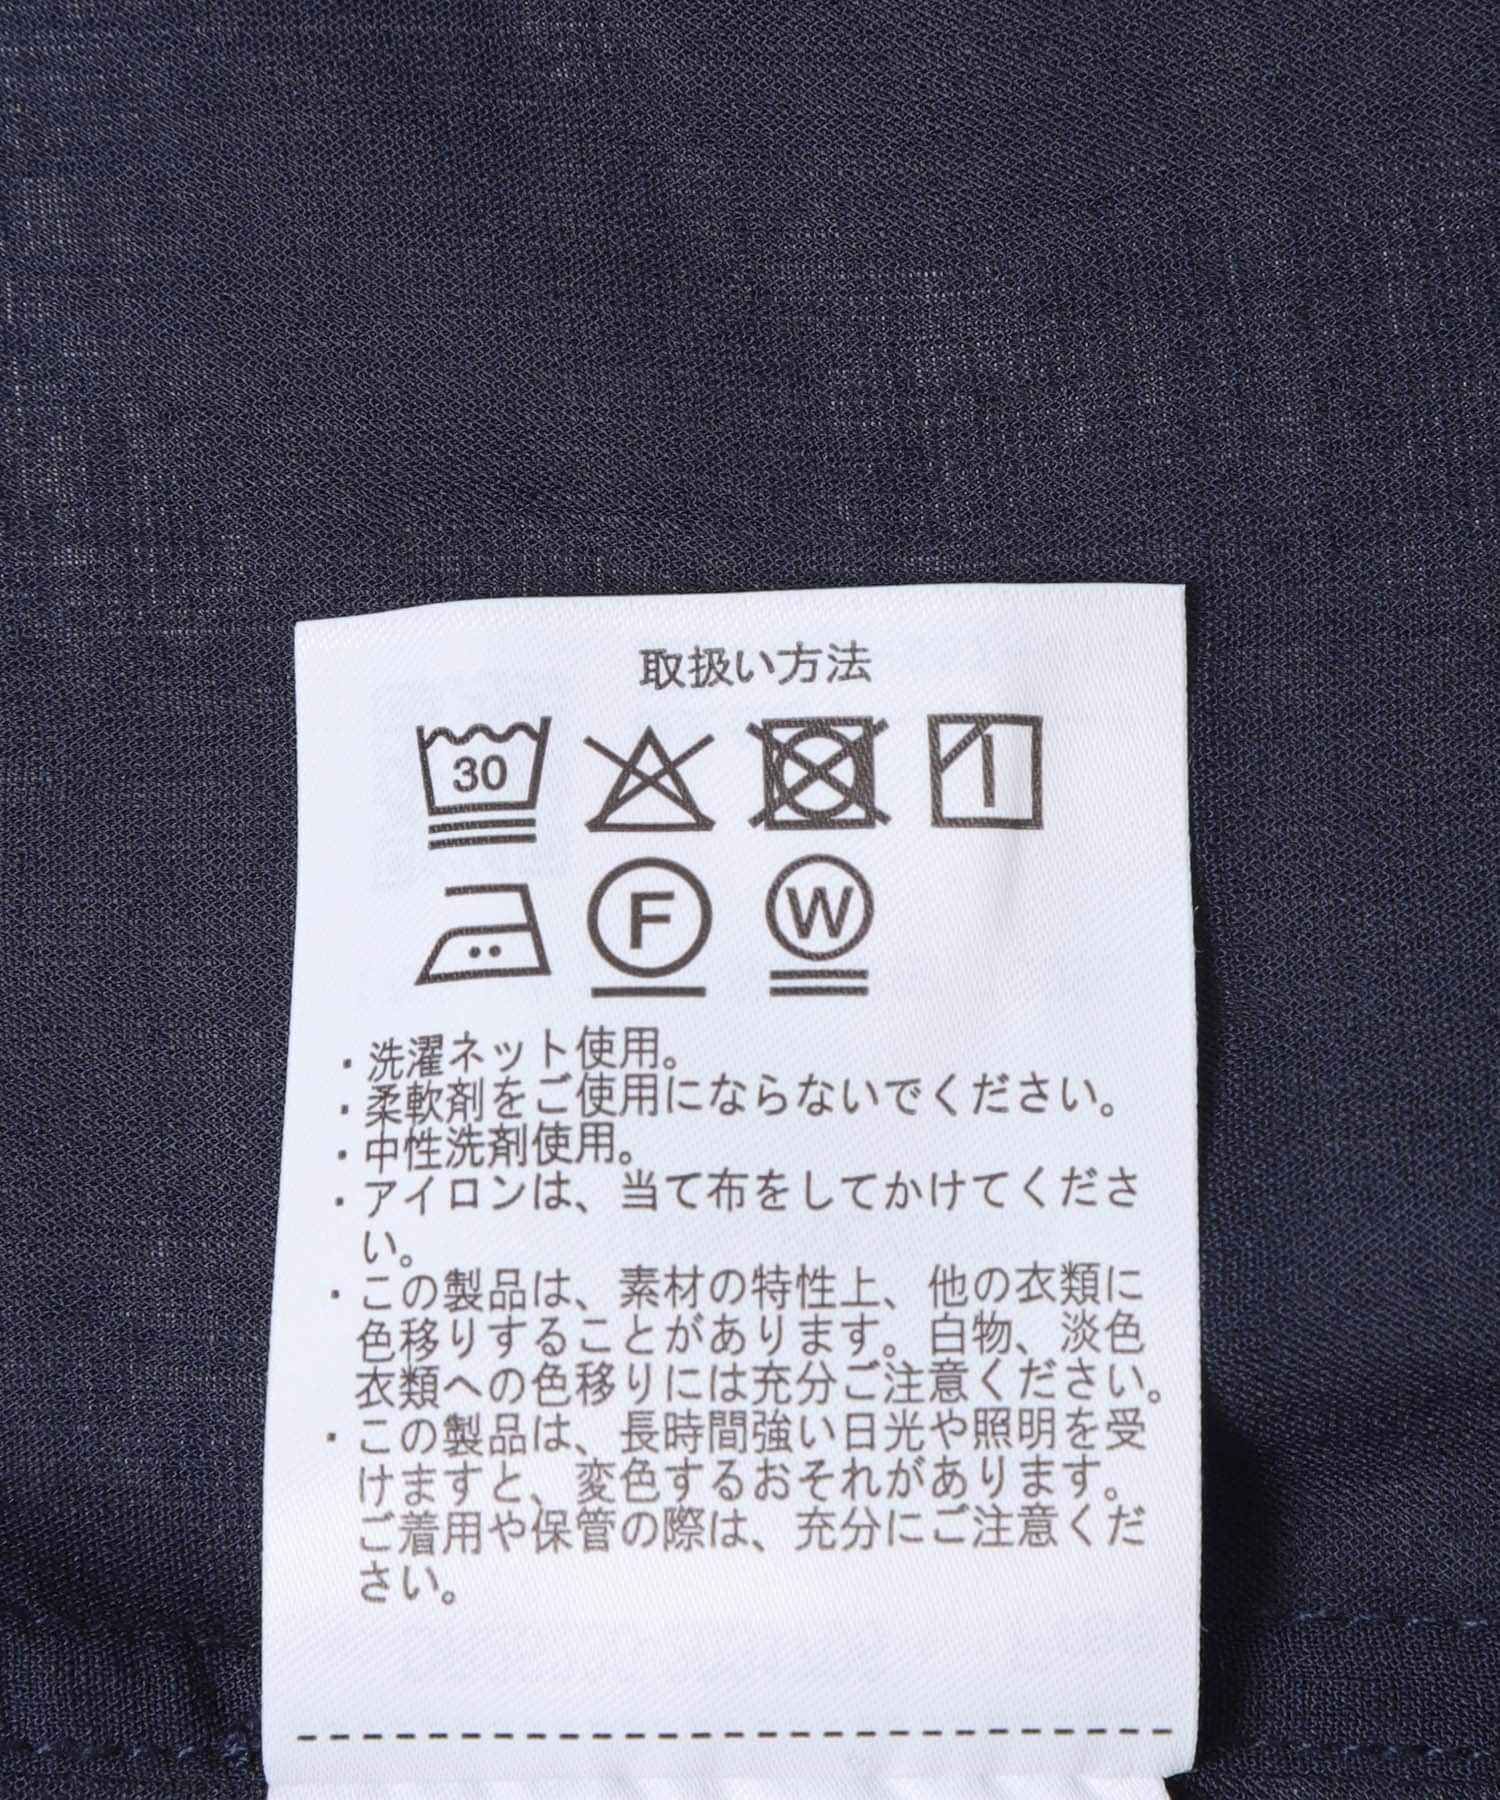 取扱い方法
30
F W
・洗濯ネット使用。
・柔軟剤をご使用にならないでください。
・中性洗剤使用。
・アイロンは、当て布をしてかけてくださ
い。
・この製品は、素材の特性上、他の衣類に
色移りすることがあります。白物、淡色
衣類への色移りには充分ご注意ください。
・この製品は、長時間強い日光や照明を受
けますと、変色するおそれがあります。
ご着用や保管の際は、充分にご注意くだ
さい。